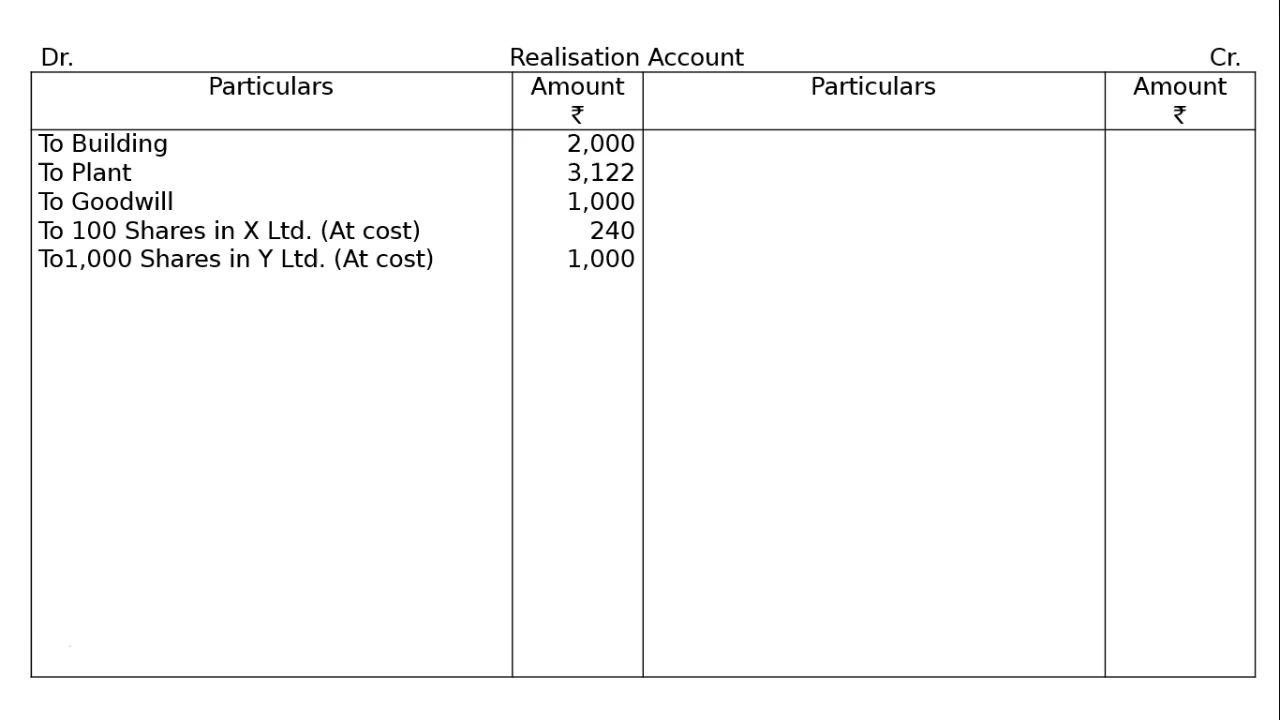 Dr. Realisation Account Cr.
Particulars Amount Particulars Amount
₹ ₹
To Building 2,000
To Plant 3,122
To Goodwill 1,000
To 100 Shares in X Ltd. (At cost) 240
To1,000 Shares in Y Ltd. (At cost) 1,000